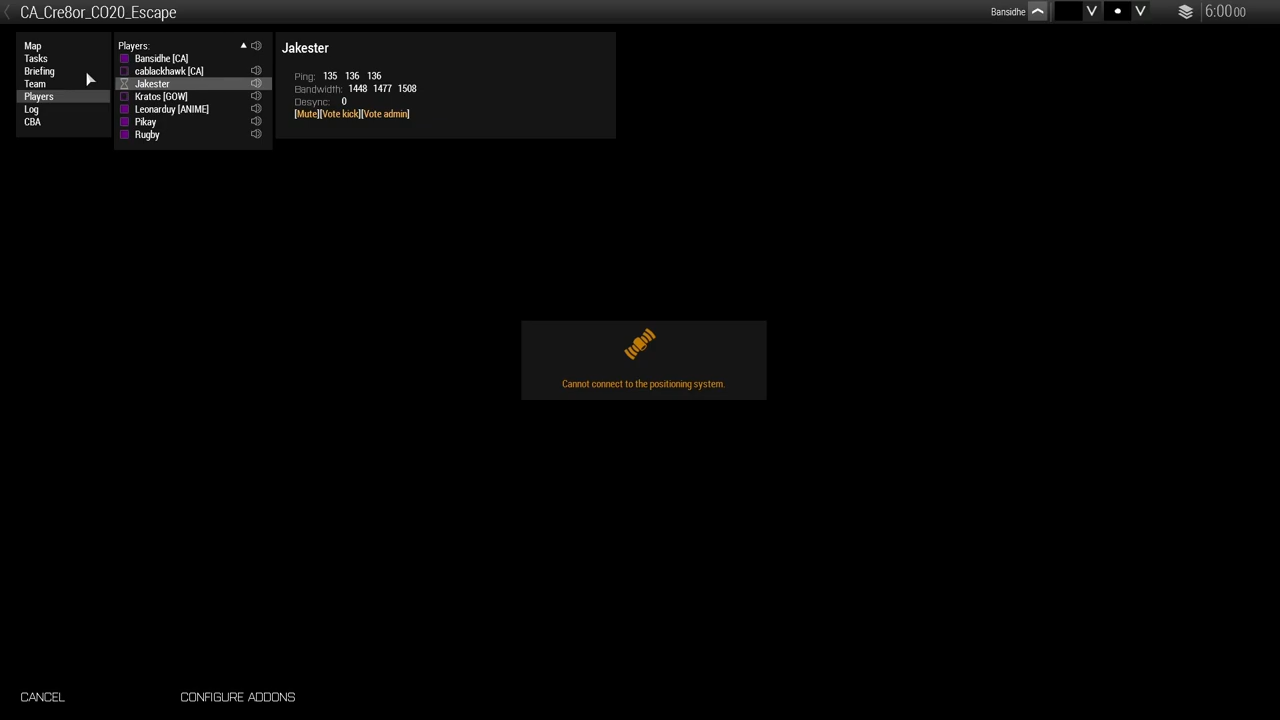 CA_Cre8or_CO20_Escape
Bansidhe
6:00:00
Map
Tasks
Briefing
Team
Players
Log
CBA
Players:
Bansidhe [CA]
cablackhawk [CA]
Jakester
Kratos [GOW]
Leonarduy [ANIME]
Pikay
Rugby
Jakester
Ping: 135 136 136
Bandwidth: 1448 1477 1508
Desync: 0
[Mute][Vote kick][Vote admin]
Cannot connect to the positioning system.
CANCEL
CONFIGURE ADDONS